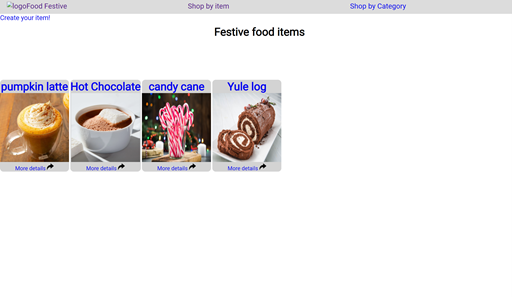 logoFood Festive
Shop by item
Shop by Category
Create your item!
Festive food items
pumpkin latte
Hot Chocolate
candy cane
Yule log
More details
More details
More details
More details